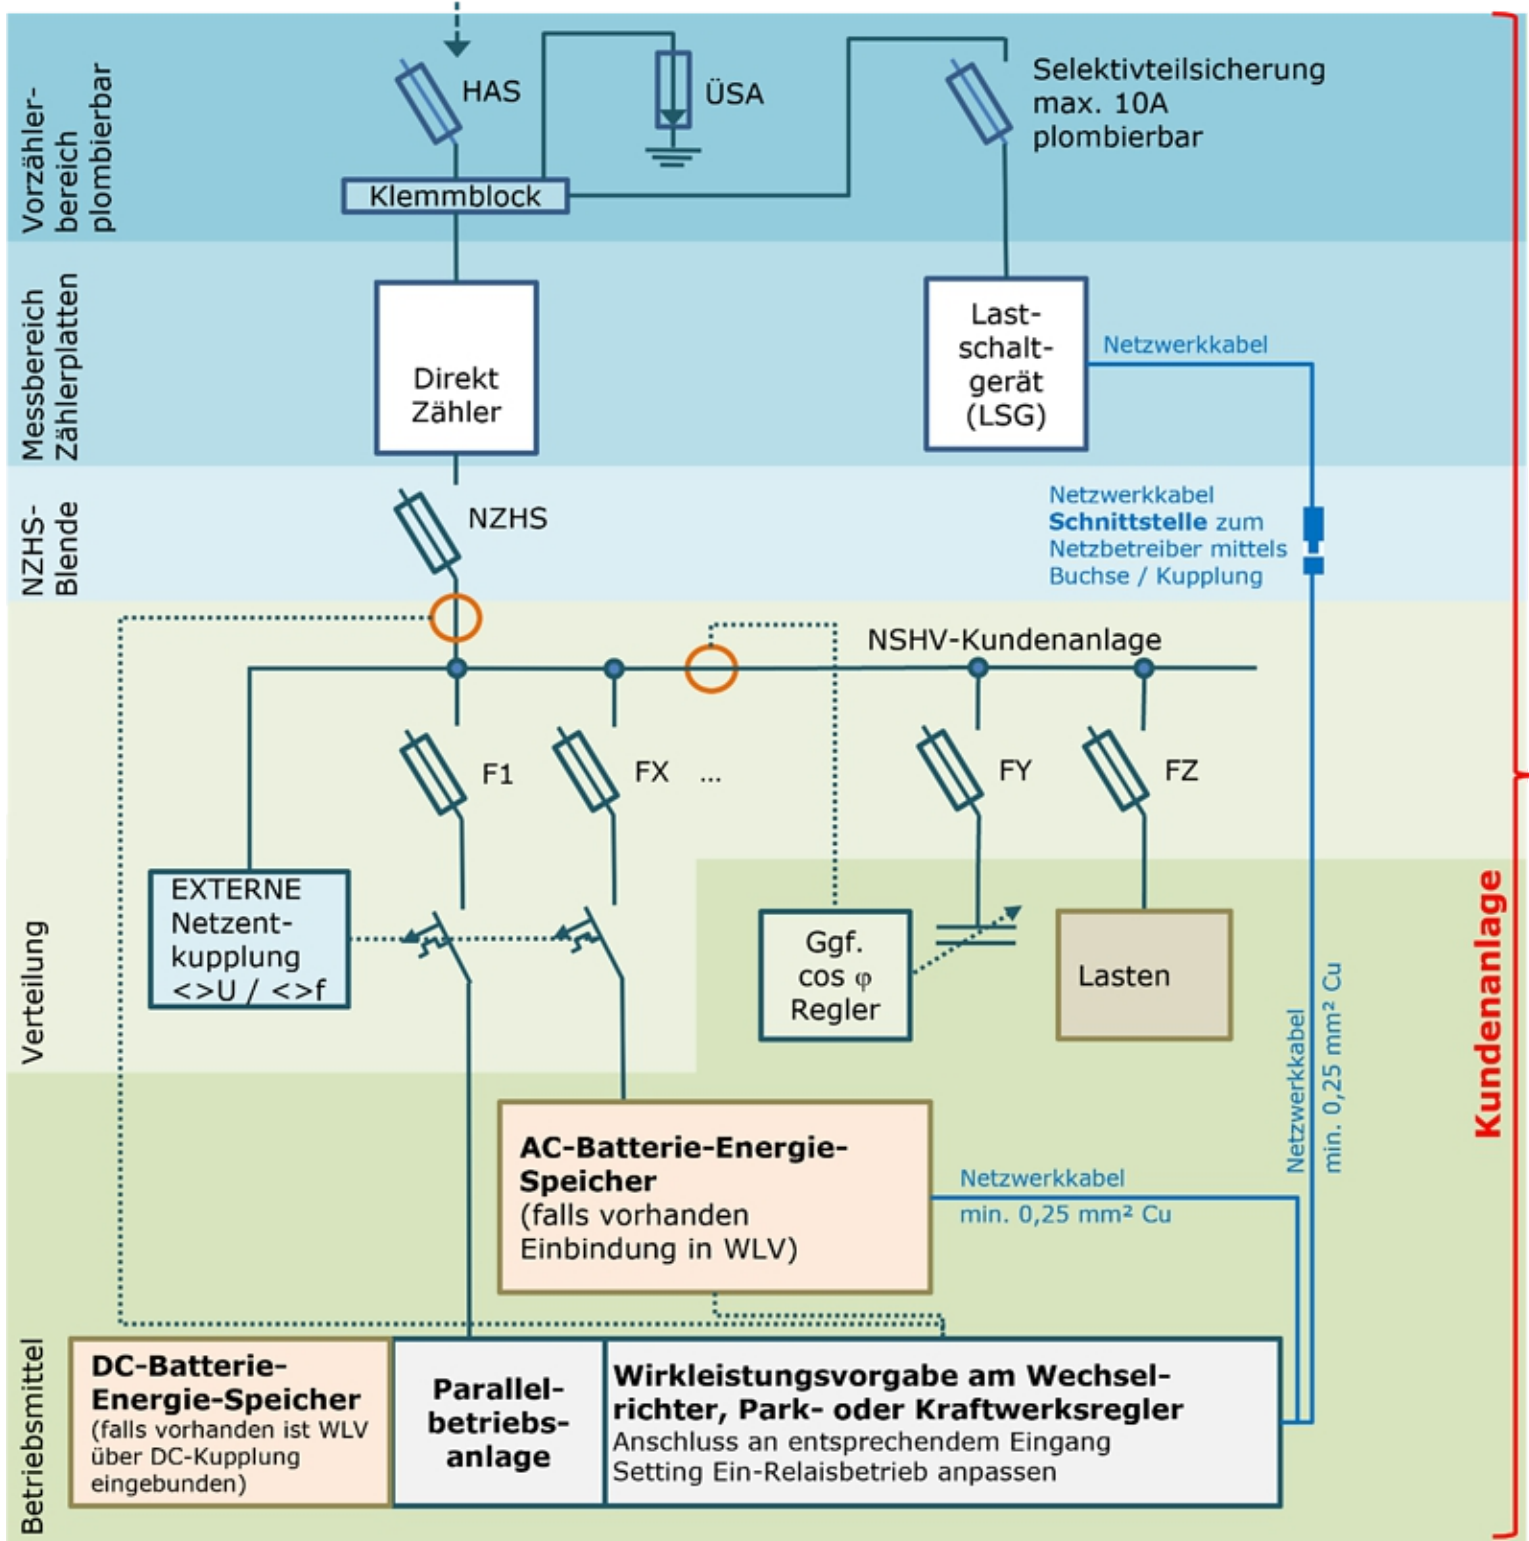 Vorzähler-
bereich
plombierbar
HAS
ÜSA
Selektivteilsicherung
max. 10A
plombierbar
Klemmblock
Messbereich
Zählerplatten
Direkt
Zähler
Last-
schalt-
gerät
(LSG)
Netzwerkkabel
NZHS-
Blende
NZHS
Netzwerkkabel
Schnittstelle zum
Netzbetreiber mittels
Buchse / Kupplung
NSHV-Kundenanlage
F1
FX ...
FY
FZ
Verteilung
EXTERNE
Netzent-
kupplung
<>U / <>f
Ggf.
cos φ
Regler
Lasten
Kundenanlage
Netzwerkkabel
min. 0,25 mm² Cu
AC-Batterie-Energie-
Speicher
(falls vorhanden
Einbindung in WLV)
Netzwerkkabel
min. 0,25 mm² Cu
Betriebsmittel
DC-Batterie-
Energie-Speicher
(falls vorhanden ist WLV
über DC-Kupplung
eingebunden)
Parallel-
betriebs-
anlage
Wirkleistungsvorgabe am Wechsel-
richter, Park- oder Kraftwerksregler
Anschluss an entsprechendem Eingang
Setting Ein-Relaisbetrieb anpassen